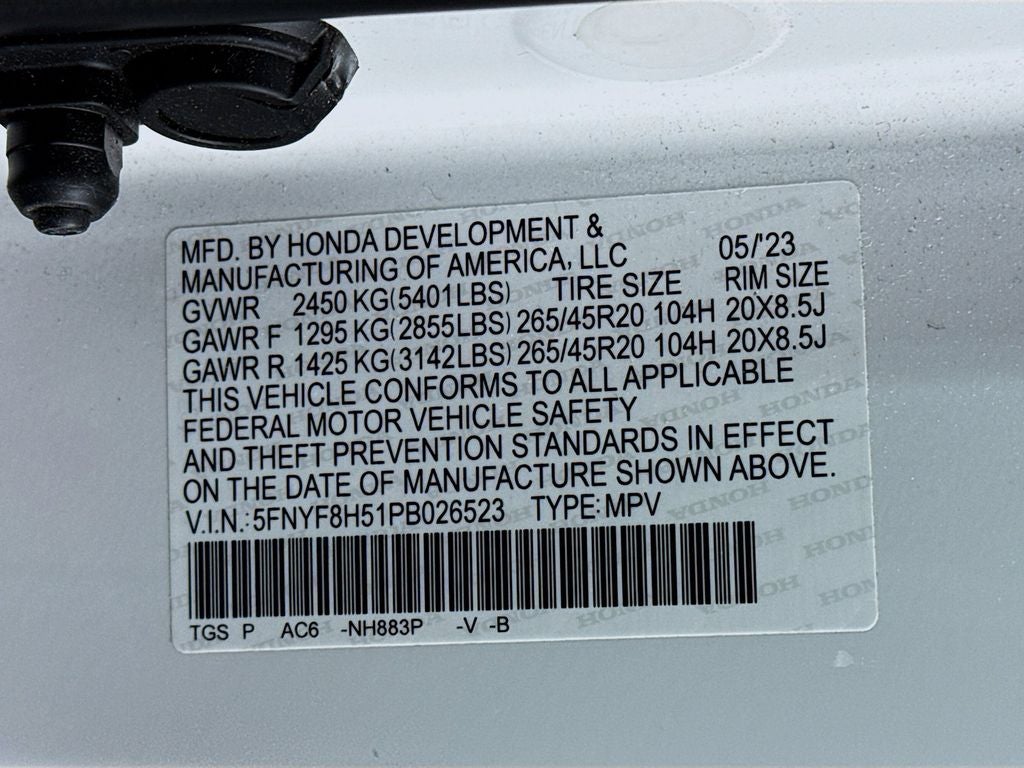 MFD. BY HONDA DEVELOPMENT &
MANUFACTURING OF AMERICA, LLC 05/'23
GVWR 2450 KG(5401LBS) TIRE SIZE RIM SIZE
GAWR F 1295 KG(2855LBS) 265/45R20 104H 20X8.5J
GAWR R 1425 KG(3142LBS) 265/45R20 104H 20X8.5J
THIS VEHICLE CONFORMS TO ALL APPLICABLE
FEDERAL MOTOR VEHICLE SAFETY
AND THEFT PREVENTION STANDARDS IN EFFECT
ON THE DATE OF MANUFACTURE SHOWN ABOVE.
V.I.N.:5FNYF8H51PB026523 TYPE:MPV
TGS P AC6 -NH883P -V -B